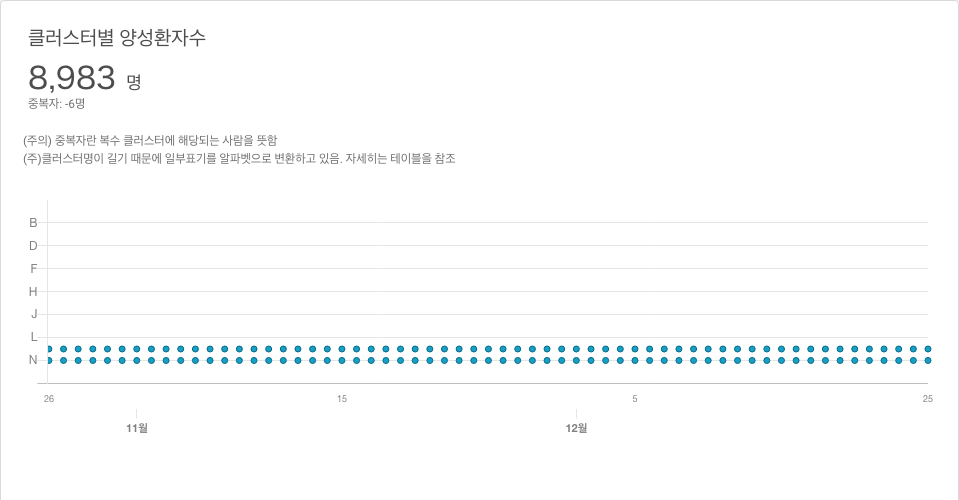 클러스터별 양성환자수
8,983 명
중복자: -6명
(주의) 중복자란 복수 클러스터에 해당되는 사람을 뜻함
(주)클러스터명이 길기 때문에 일부표기를 알파벳으로 변환하고 있음. 자세히는 테이블을 참조
B
D
F
H
J
L
N
26 15 5 25
11월 12월